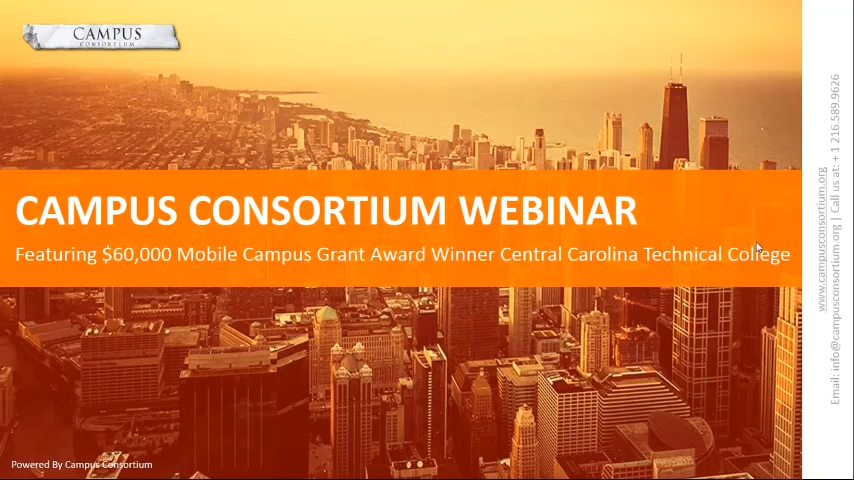 CAMPUS
CONSORTIUM
CAMPUS CONSORTIUM WEBINAR
Featuring $60,000 Mobile Campus Grant Award Winner Central Carolina Technical College
Powered By Campus Consortium
www.campusconsortium.org
Email: info@campusconsortium.org | Call us at: + 1 216.589.9626